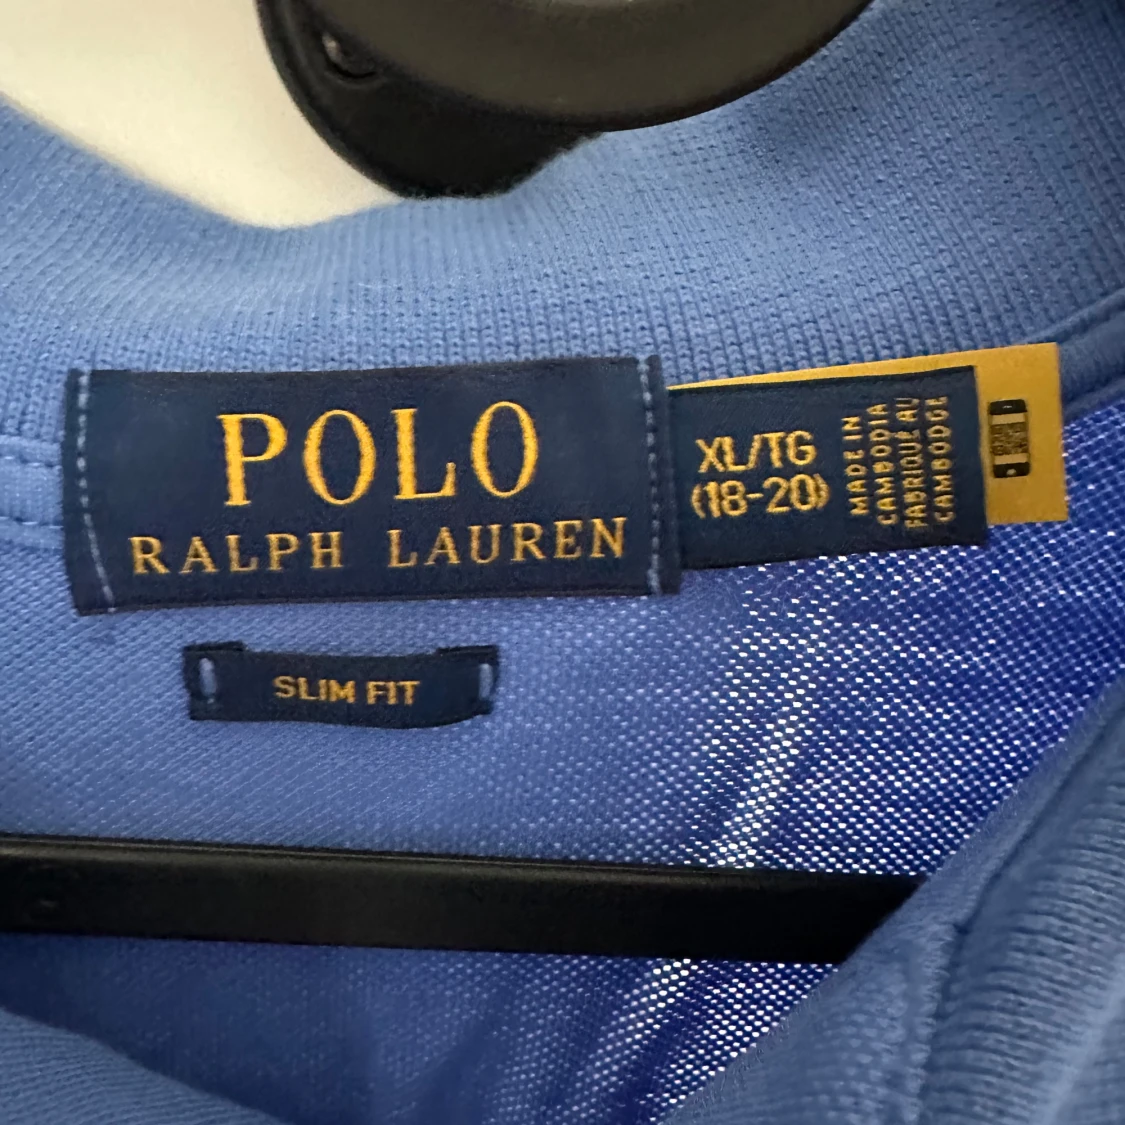 POLO
RALPH LAUREN
XL/TG
(18-20)
MADE IN
CAMBODIA
FABRIQUÉ AU
CAMBODGE
SLIM FIT